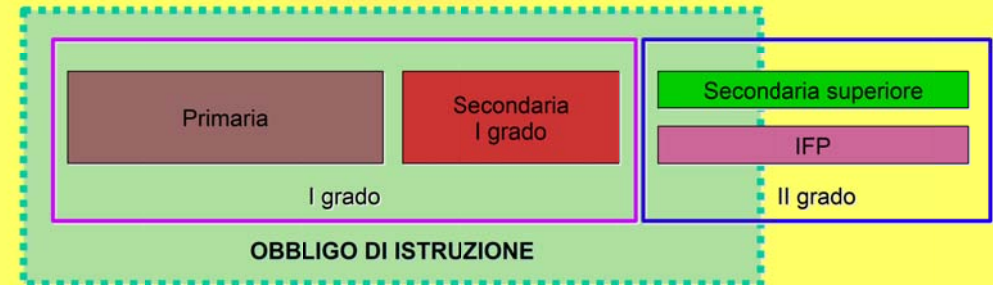 Primaria
Secondaria
I grado
Secondaria superiore
IFP
I grado
II grado
OBBLIGO DI ISTRUZIONE